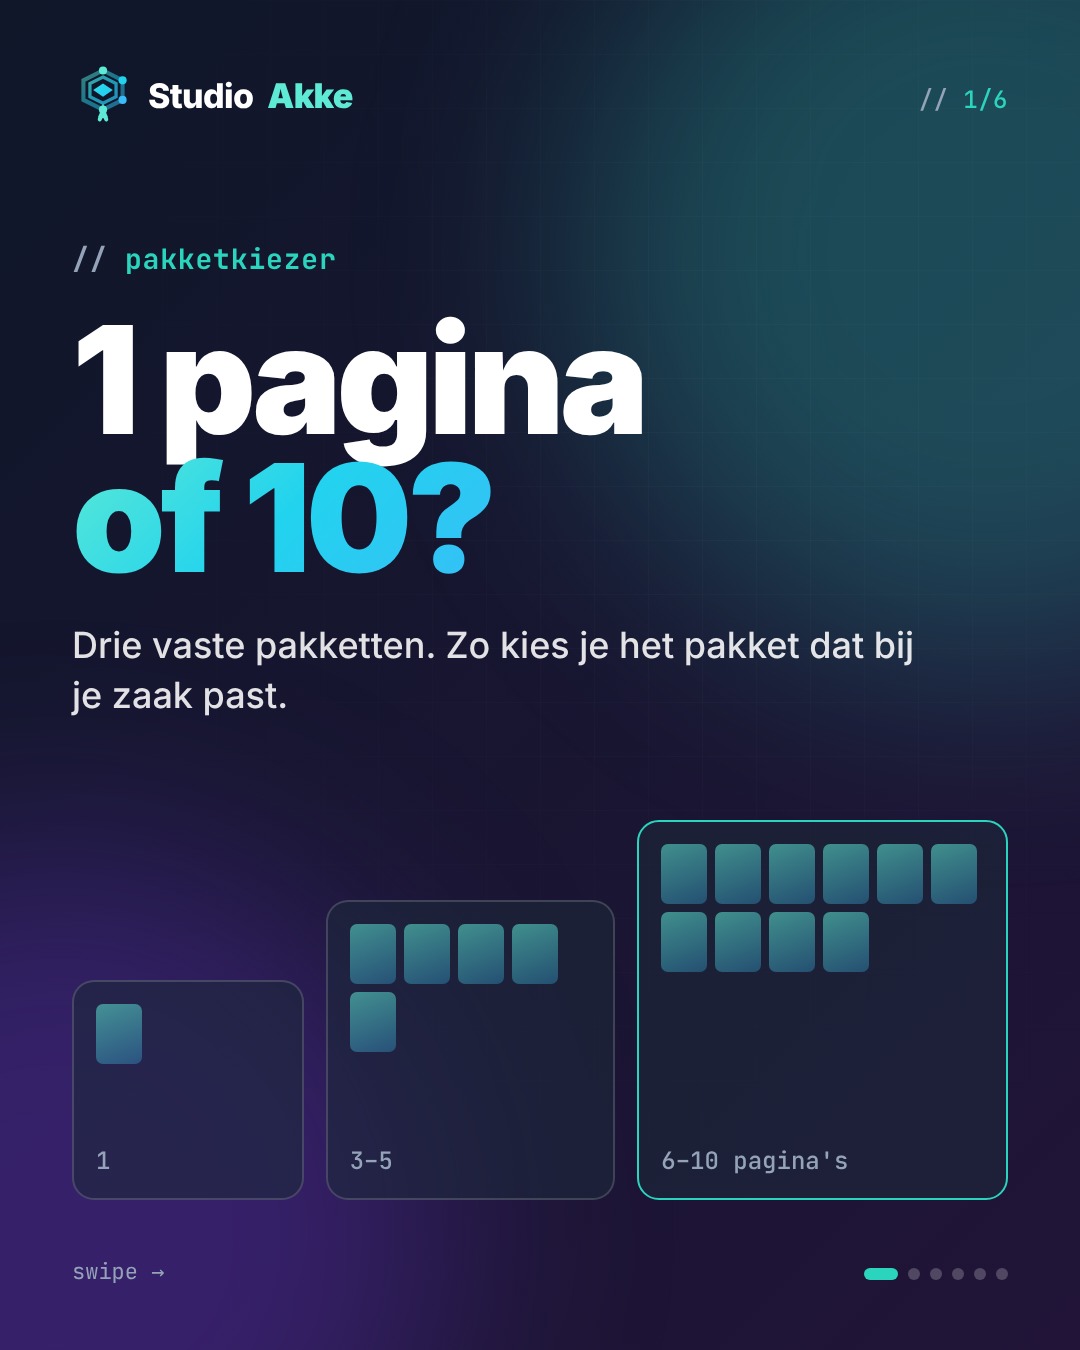 Studio Akke
// 1/6
// pakketkiezer
1 pagina
of 10?
Drie vaste pakketten. Zo kies je het pakket dat bij
je zaak past.
1
3–5
6–10 pagina's
swipe →